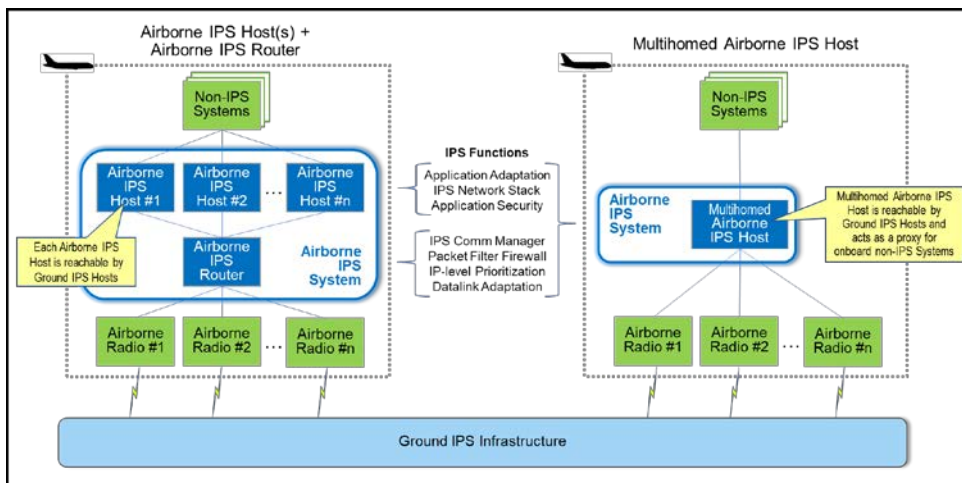 Airborne IPS Host(s) +
Airborne IPS Router
Non-IPS
Systems
Airborne
IPS
Host #1
Airborne
IPS
Host #2
...
Airborne
IPS
Host #n
Each Airborne IPS
Host is reachable by
Ground IPS Hosts
Airborne
IPS
Router
Airborne
IPS
System
Airborne
Radio #1
Airborne
Radio #2
...
Airborne
Radio #n
IPS Functions
Application Adaptation
IPS Network Stack
Application Security
IPS Comm Manager
Packet Filter Firewall
IP-level Prioritization
Datalink Adaptation
Multihomed Airborne IPS Host
Non-IPS
Systems
Airborne
IPS
System
Multihomed
Airborne
IPS Host
Multihomed Airborne IPS
Host is reachable by
Ground IPS Hosts and
acts as a proxy for
onboard non-IPS Systems
Airborne
Radio #1
Airborne
Radio #2
...
Airborne
Radio #n
Ground IPS Infrastructure